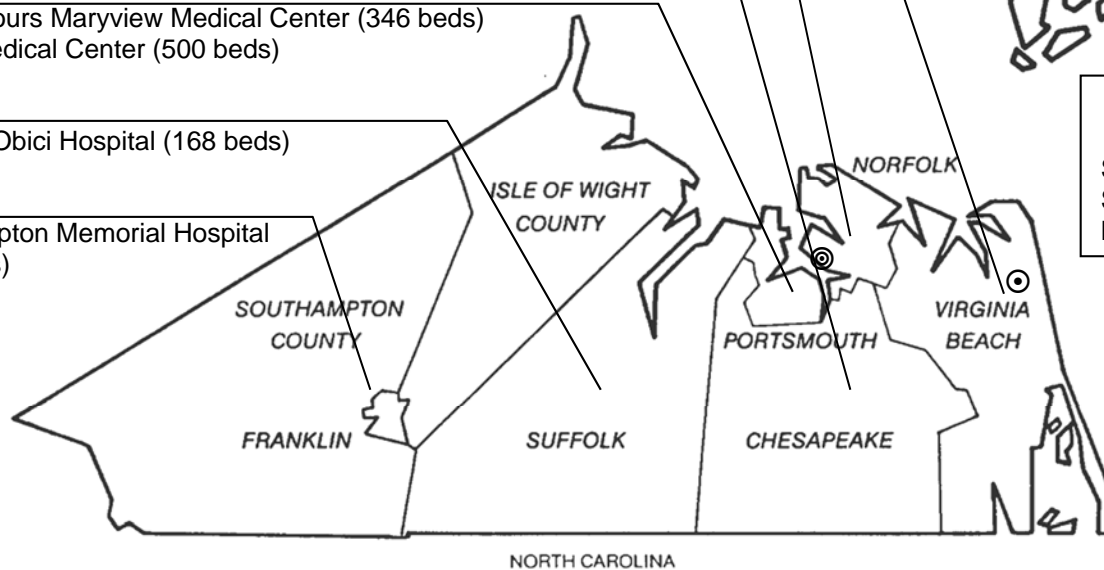 ours Maryview Medical Center (346 beds)
edical Center (500 beds)
Obici Hospital (168 beds)
pton Memorial Hospital
s)
NORFOLK
ISLE OF WIGHT
COUNTY
SOUTHAMPTON
COUNTY
VIRGINIA
BEACH
PORTSMOUTH
FRANKLIN
SUFFOLK
CHESAPEAKE
NORTH CAROLINA